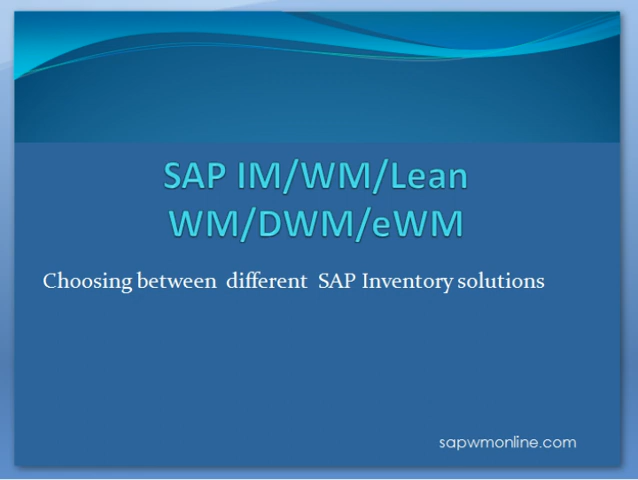 SAP IM/WM/Lean
WM/DWM/eWM
Choosing between different SAP Inventory solutions
sapwmonline.com